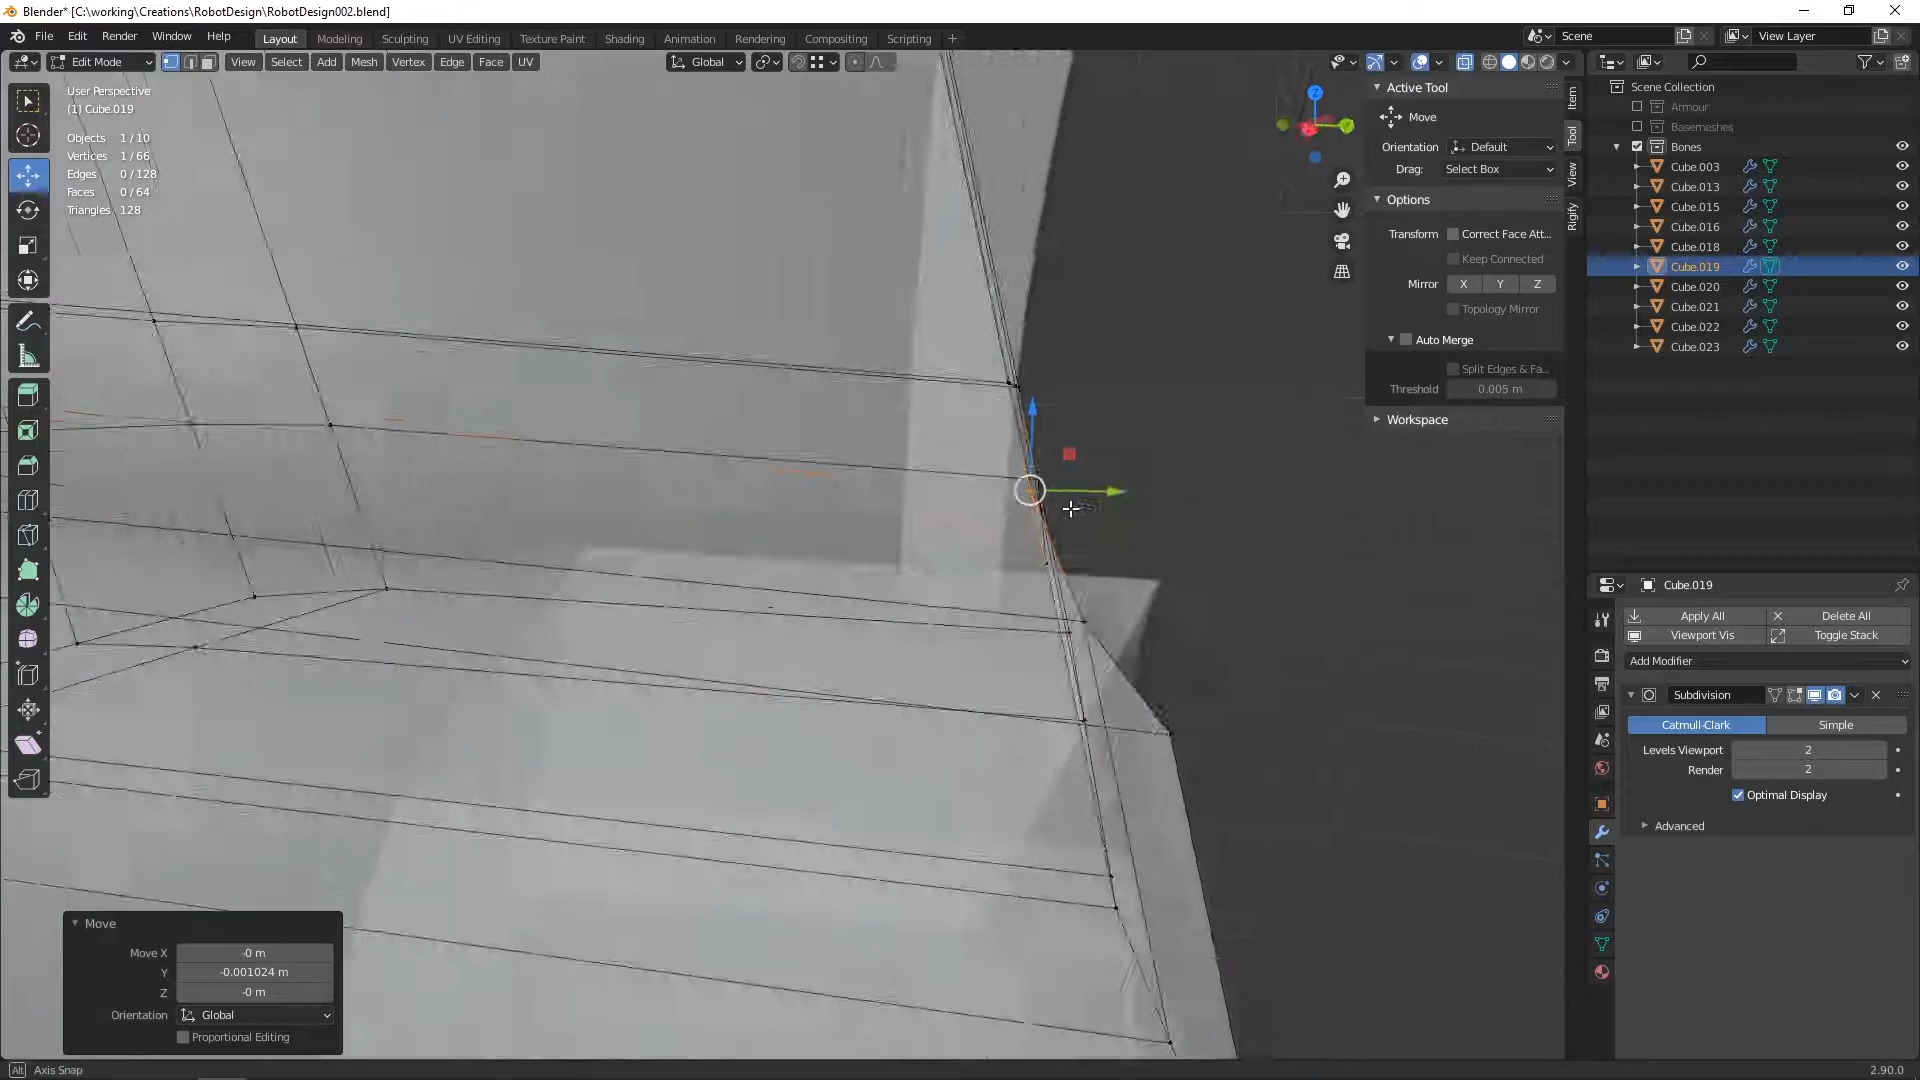 Blender* [C:\working\Creations\RobotDesign\RobotDesign002.blend]
File Edit Render Window Help
Layout Modeling Sculpting UV Editing Texture Paint Shading Animation Rendering Compositing Scripting +
Scene
View Layer
Edit Mode
View Select Add Mesh Vertex Edge Face UV
Global
User Perspective
(1) Cube.019
Objects 1/10
Vertices 1/66
Edges 0/128
Faces 0/64
Triangles 128
Z
Active Tool
Move
Orientation Default
Drag: Select Box
Options
Transform Correct Face Att...
Keep Connected
Mirror X Y Z
Topology Mirror
Auto Merge
Split Edges & Fa...
Threshold 0.005 m
Workspace
Item
Tool
View
Rigify
Scene Collection
Armour
Basemeshes
Bones
Cube.003
Cube.013
Cube.015
Cube.016
Cube.018
Cube.019
Cube.020
Cube.021
Cube.022
Cube.023
Cube.019
Apply All Delete All
Viewport Vis Toggle Stack
Add Modifier
Subdivision
Catmull-Clark Simple
Levels Viewport 2
Render 2
Optimal Display
Advanced
Move
Move X -0 m
Y -0.001024 m
Z -0 m
Orientation Global
Proportional Editing
Alt Axis Snap
2.90.0